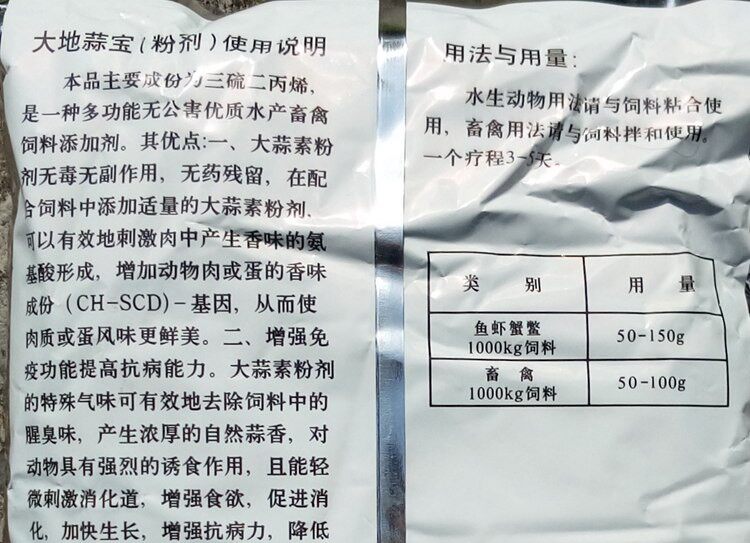 大地蒜宝(粉剂)使用说明
本品主要成份为三硫二丙烯,
是一种多功能无公害优质水产畜禽
饲料添加剂。其优点:一、大蒜素粉
剂无毒无副作用,无药残留,在配
合饲料中添加适量的大蒜素粉剂,
可以有效地刺激肉中产生香味的氨
基酸形成,增加动物肉或蛋的香味
成份(CH-SCD)-基因,从而使
肉质或蛋风味更鲜美。二、增强免
疫功能提高抗病能力。大蒜素粉剂
的特殊气味可有效地去除饲料中的
腥臭味,产生浓厚的自然蒜香,对
动物具有强烈的诱食作用,且能轻
微刺激消化道,增强食欲,促进消
化,加快生长,增强抗病力,降低
用法与用量:
水生动物用法请与饲料粘合使
用,畜禽用法请与饲料拌和使用。
一个疗程3-5天。
类 别 用 量
鱼虾蟹鳖
1000kg饲料 50-150g
畜 禽
1000kg饲料 50-100g